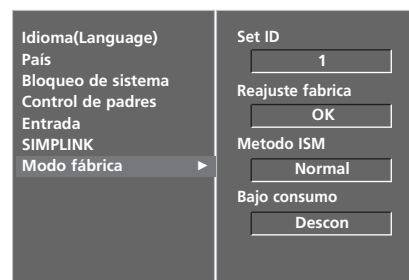 Idioma(Language)
País
Bloqueo de sistema
Control de padres
Entrada
SIMPLINK
Modo fábrica ►
Set ID
1
Reajuste fabrica
OK
Metodo ISM
Normal
Bajo consumo
Descon